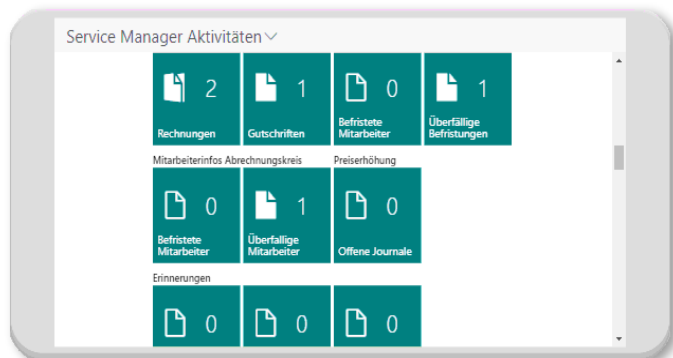 Service Manager Aktivitäten
2
1
0
1
Rechnungen
Gutschriften
Befristete
Mitarbeiter
Überfällige
Befristungen
Mitarbeiterinfos Abrechnungskreis
Preiserhöhung
0
1
0
Befristete
Mitarbeiter
Überfallige
Mitarbeiter
Offene Journale
Erinnerungen
0
0
0